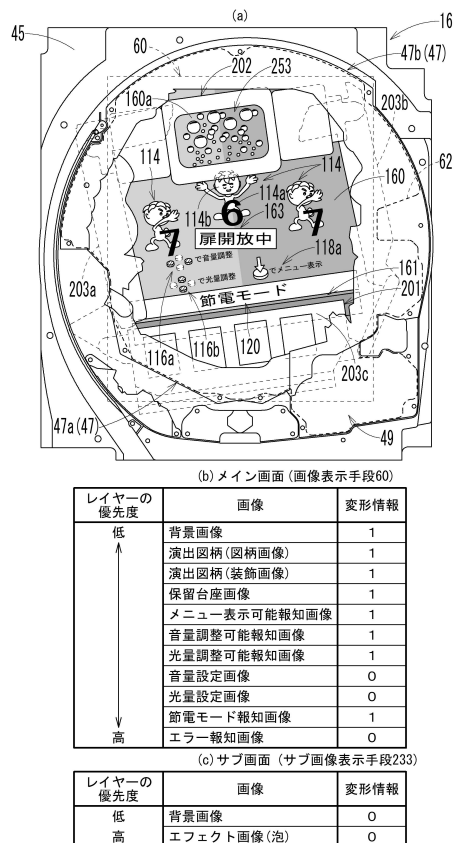 (a)
45
16
60
202
253
47b(47)
160a
203b
114
114a
114
62
160
114b
6
163
7
7
扉開放中
118a
で音量調整
でメニュー表示
で光量調整
161
203a
節電モード
201
116a
116b
120
203c
47a(47)
49
(b)メイン画面(画像表示手段60)
レイヤーの優先度 画像 変形情報
低 背景画像 1
演出図柄(図柄画像) 1
演出図柄(装飾画像) 1
保留台座画像 1
メニュー表示可能報知画像 1
音量調整可能報知画像 1
光量調整可能報知画像 1
音量設定画像 0
光量設定画像 0
節電モード報知画像 1
高 エラー報知画像 0
(c)サブ画面(サブ画像表示手段233)
レイヤーの優先度 画像 変形情報
低 背景画像 0
高 エフェクト画像(泡) 0